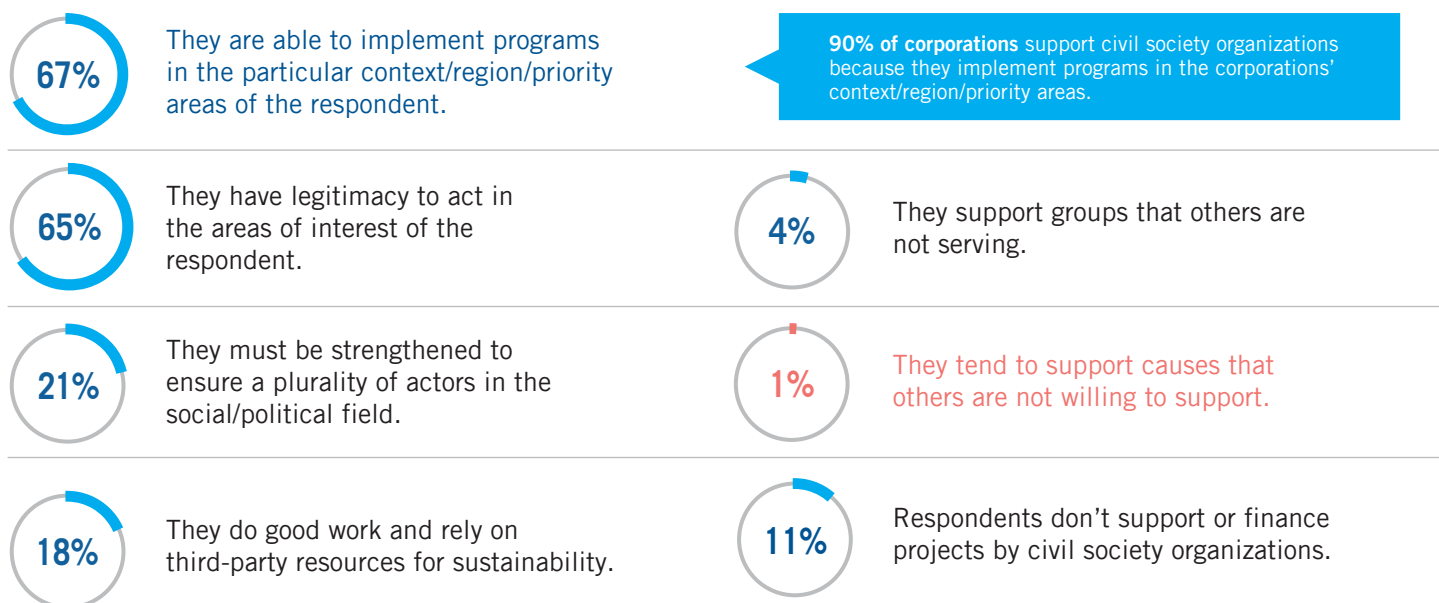 67%
They are able to implement programs
in the particular context/region/priority
areas of the respondent.
90% of corporations support civil society organizations
because they implement programs in the corporations’
context/region/priority areas.
65%
They have legitimacy to act in
the areas of interest of the
respondent.
4%
They support groups that others are
not serving.
21%
They must be strengthened to
ensure a plurality of actors in the
social/political field.
1%
They tend to support causes that
others are not willing to support.
18%
They do good work and rely on
third-party resources for sustainability.
11%
Respondents don’t support or finance
projects by civil society organizations.